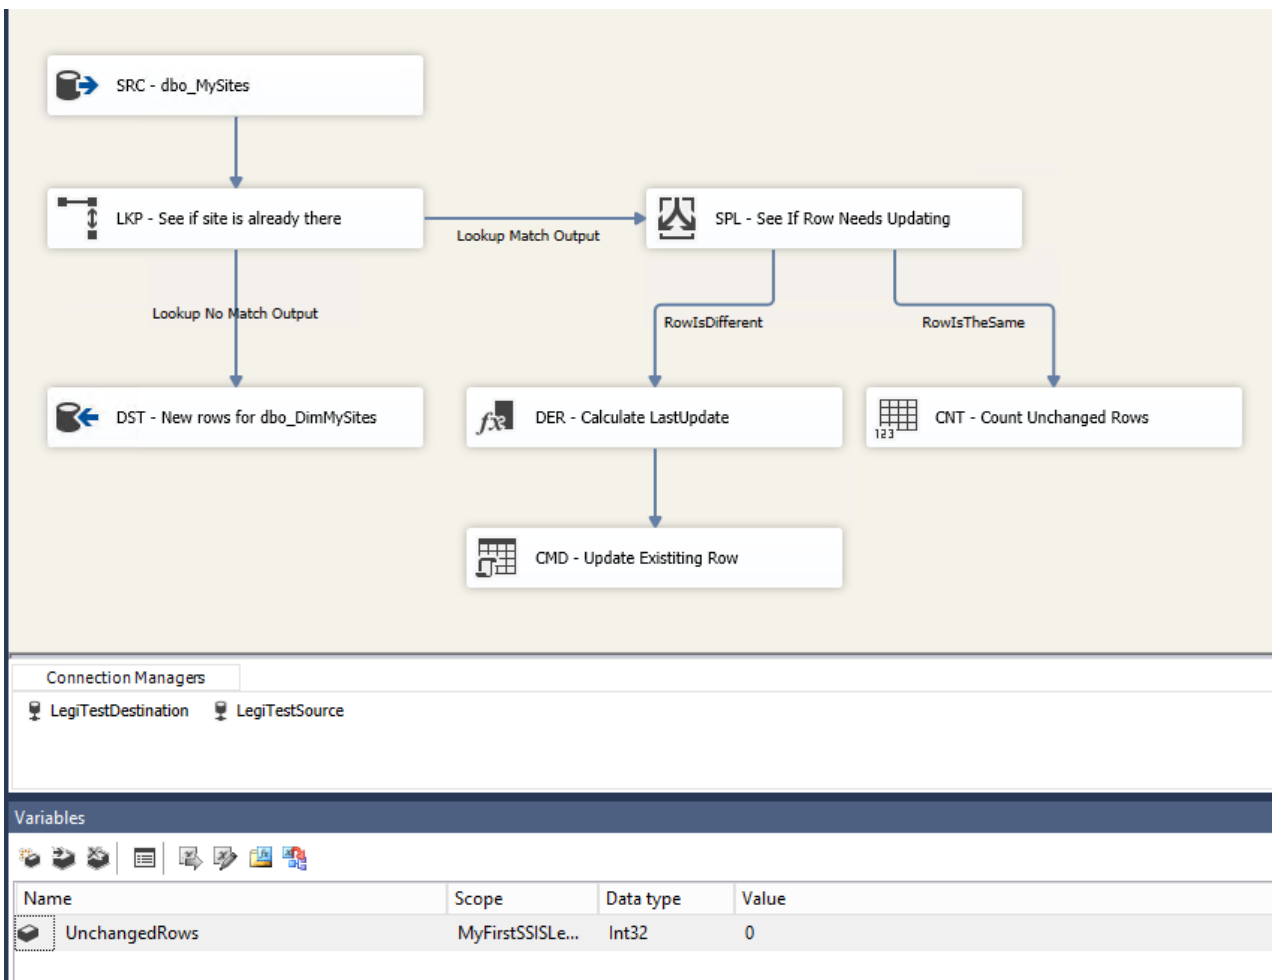 SRC - dbo_MySites
LKP - See if site is already there
Lookup Match Output
SPL - See If Row Needs Updating
Lookup No Match Output
RowIsDifferent
RowIsTheSame
DST - New rows for dbo_DimMySites
DER - Calculate LastUpdate
123
CNT - Count Unchanged Rows
CMD - Update Existiting Row
Connection Managers
LegiTestDestination LegiTestSource
Variables
Name Scope Data type Value
UnchangedRows MyFirstSSISLe... Int32 0